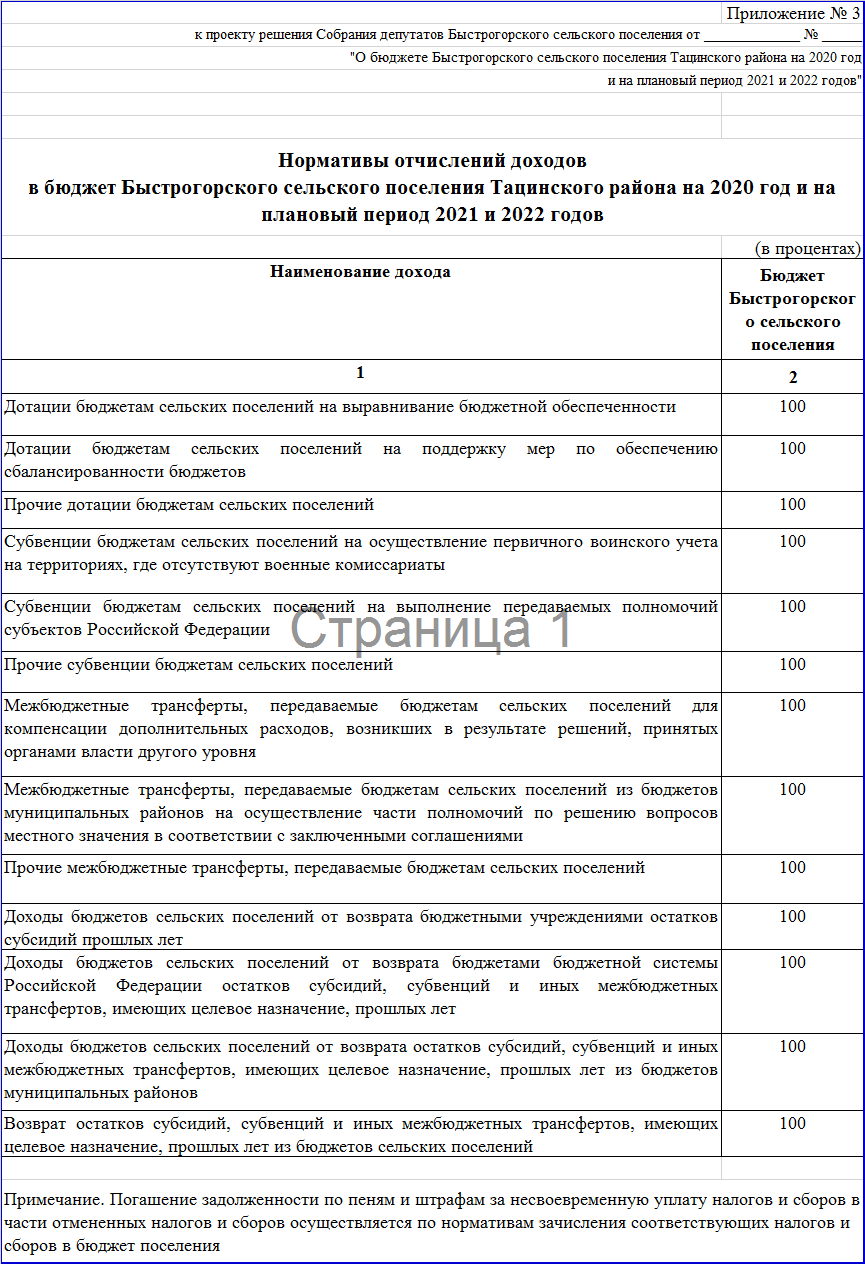 Приложение № 3
к проекту решения Собрания депутатов Быстрогорского сельского поселения от _____________ № _____
"О бюджете Быстрогорского сельского поселения Тацинского района на 2020 год
и на плановый период 2021 и 2022 годов"
Нормативы отчислений доходов
в бюджет Быстрогорского сельского поселения Тацинского района на 2020 год и на
плановый период 2021 и 2022 годов
(в процентах)
Наименование дохода
Бюджет
Быстрогорског
о сельского
поселения
1
2
Дотации бюджетам сельских поселений на выравнивание бюджетной обеспеченности 100
Дотации бюджетам сельских поселений на поддержку мер по обеспечению 100
сбалансированности бюджетов
Прочие дотации бюджетам сельских поселений 100
Субвенции бюджетам сельских поселений на осуществление первичного воинского учета 100
на территориях, где отсутствуют военные комиссариаты
Субвенции бюджетам сельских поселений на выполнение передаваемых полномочий 100
субъектов Российской Федерации
Страница 1
Прочие субвенции бюджетам сельских поселений 100
Межбюджетные трансферты, передаваемые бюджетам сельских поселений для 100
компенсации дополнительных расходов, возникших в результате решений, принятых
органами власти другого уровня
Межбюджетные трансферты, передаваемые бюджетам сельских поселений из бюджетов 100
муниципальных районов на осуществление части полномочий по решению вопросов
местного значения в соответствии с заключенными соглашениями
Прочие межбюджетные трансферты, передаваемые бюджетам сельских поселений 100
Доходы бюджетов сельских поселений от возврата бюджетными учреждениями остатков 100
субсидий прошлых лет
Доходы бюджетов сельских поселений от возврата бюджетами бюджетной системы 100
Российской Федерации остатков субсидий, субвенций и иных межбюджетных
трансфертов, имеющих целевое назначение, прошлых лет
Доходы бюджетов сельских поселений от возврата остатков субсидий, субвенций и иных 100
межбюджетных трансфертов, имеющих целевое назначение, прошлых лет из бюджетов
муниципальных районов
Возврат остатков субсидий, субвенций и иных межбюджетных трансфертов, имеющих 100
целевое назначение, прошлых лет из бюджетов сельских поселений
Примечание. Погашение задолженности по пеням и штрафам за несвоевременную уплату налогов и сборов в
части отмененных налогов и сборов осуществляется по нормативам зачисления соответствующих налогов и
сборов в бюджет поселения